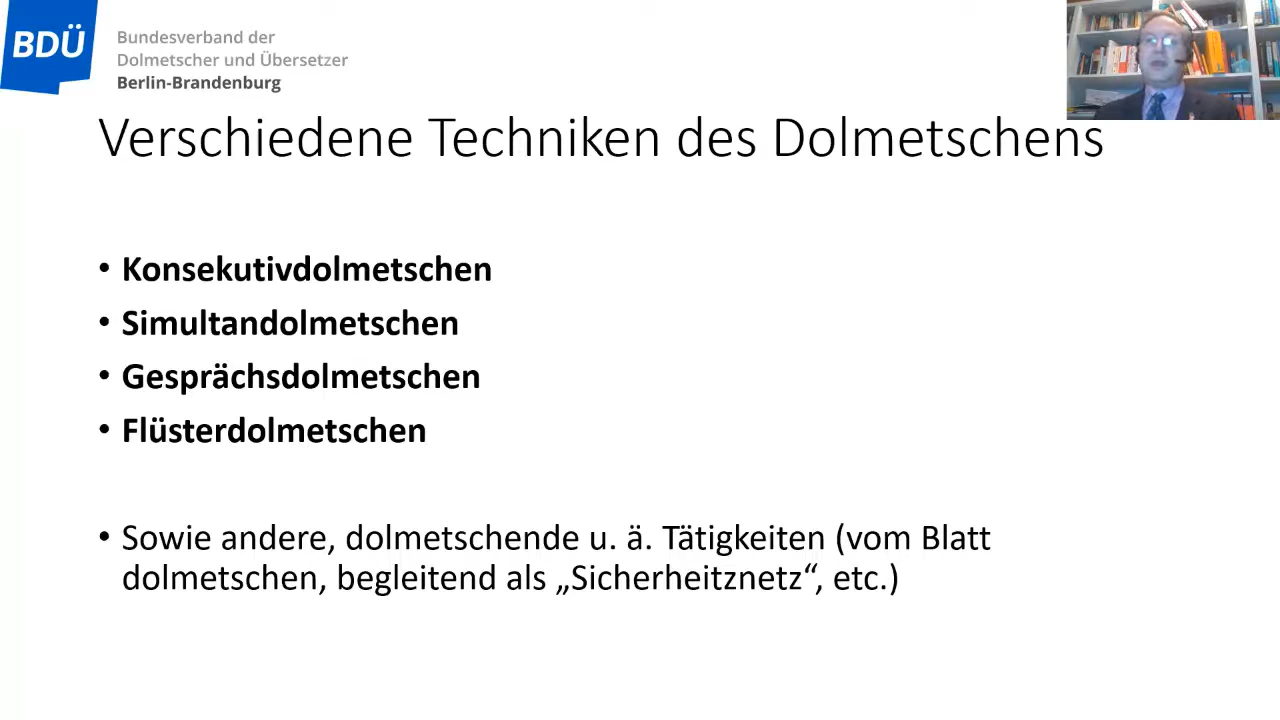 BDÜ
Bundesverband der
Dolmetscher und Übersetzer
Berlin-Brandenburg
Verschiedene Techniken des Dolmetschens
• Konsekutivdolmetschen
• Simultandolmetschen
• Gesprächsdolmetschen
• Flüsterdolmetschen
• Sowie andere, dolmetschende u. ä. Tätigkeiten (vom Blatt
dolmetschen, begleitend als „Sicherheitznetz“, etc.)